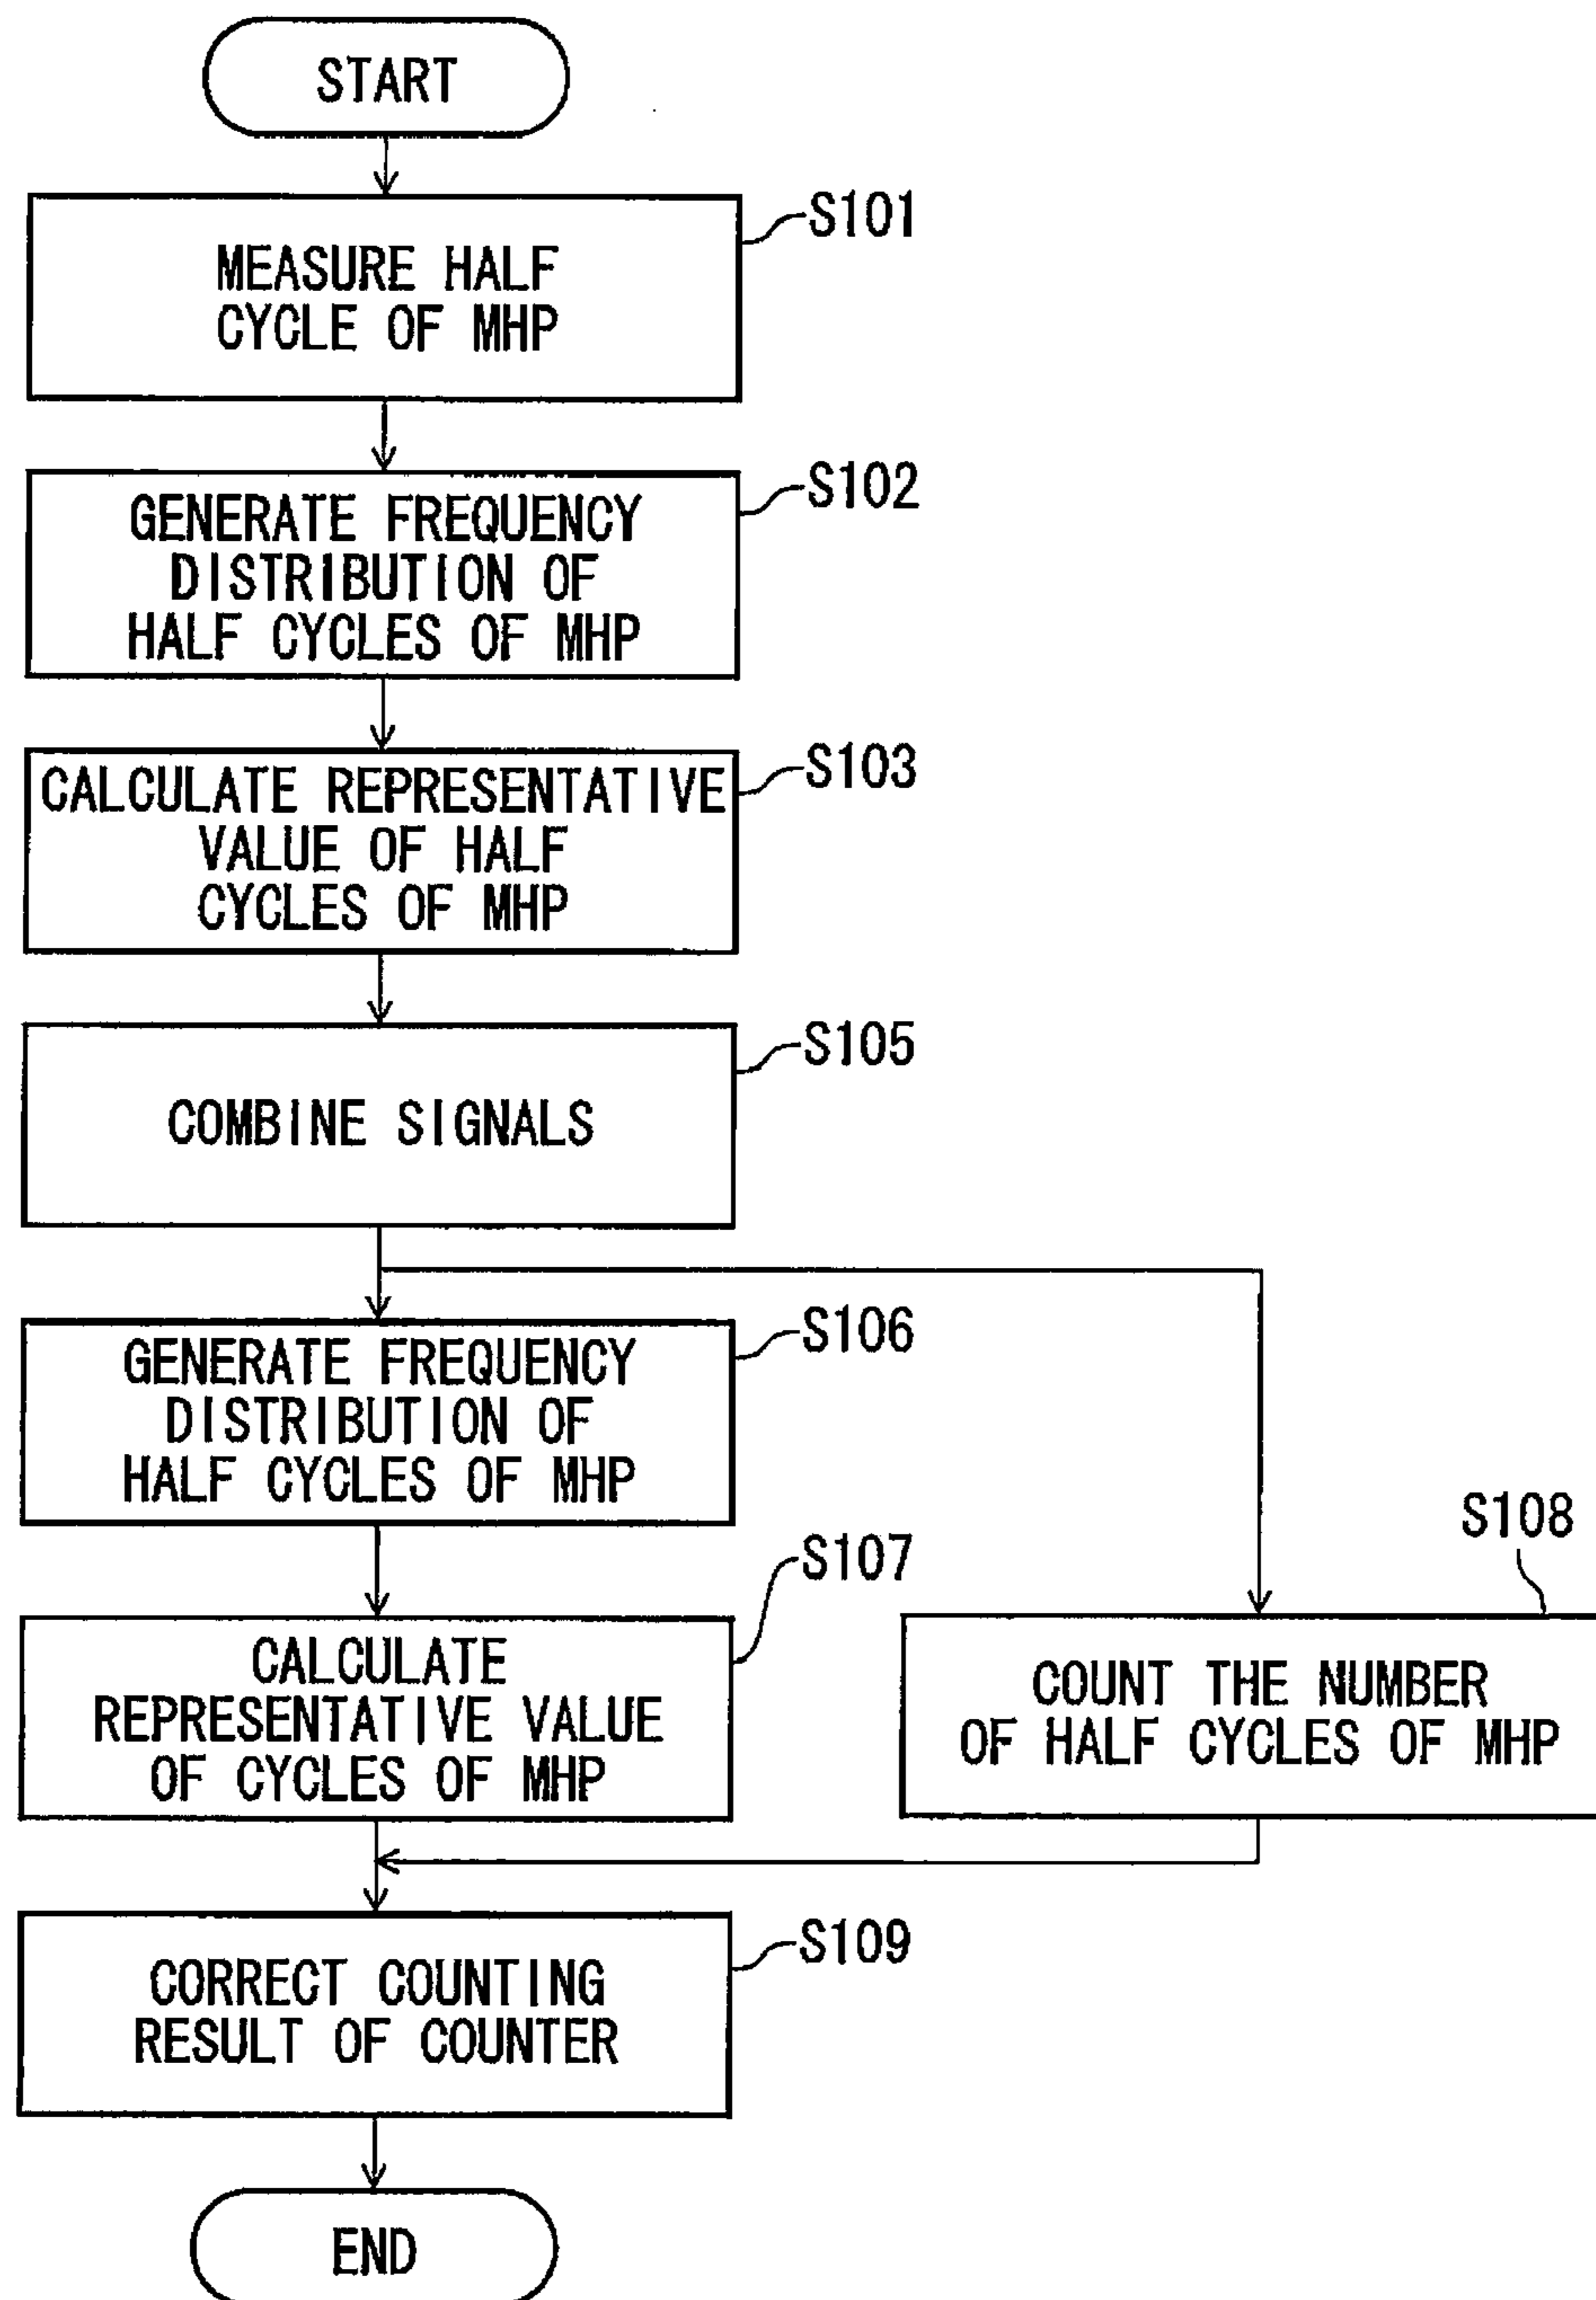 START
S101
MEASURE HALF
CYCLE OF MHP
S102
GENERATE FREQUENCY
DISTRIBUTION OF
HALF CYCLES OF MHP
S103
CALCULATE REPRESENTATIVE
VALUE OF HALF
CYCLES OF MHP
S105
COMBINE SIGNALS
S106
GENERATE FREQUENCY
DISTRIBUTION OF
HALF CYCLES OF MHP
S107
CALCULATE
REPRESENTATIVE VALUE
OF CYCLES OF MHP
S108
COUNT THE NUMBER
OF HALF CYCLES OF MHP
S109
CORRECT COUNTING
RESULT OF COUNTER
END